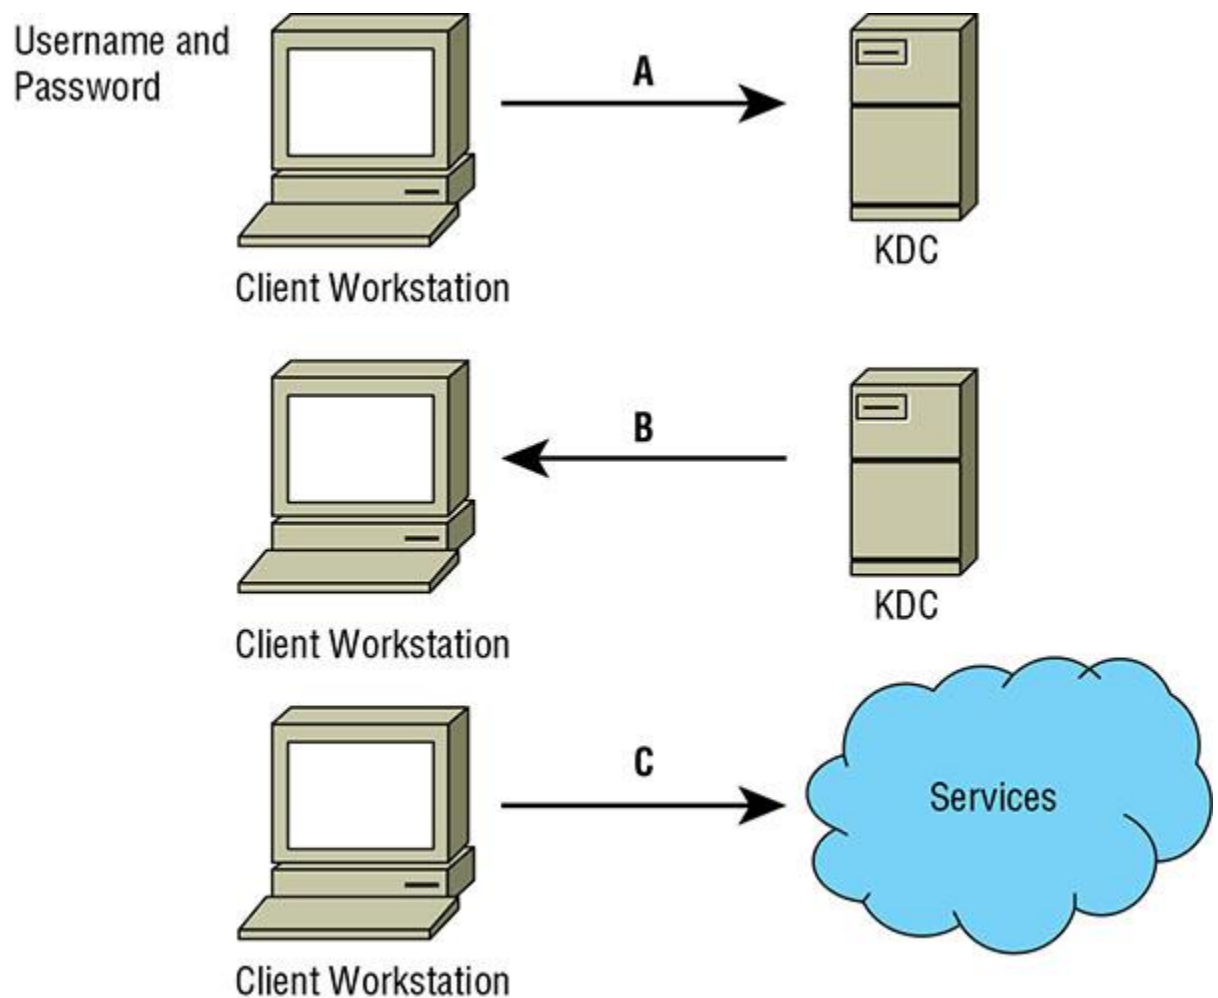 Username and
Password
A
KDC
Client Workstation
B
KDC
Client Workstation
C
Services
Client Workstation